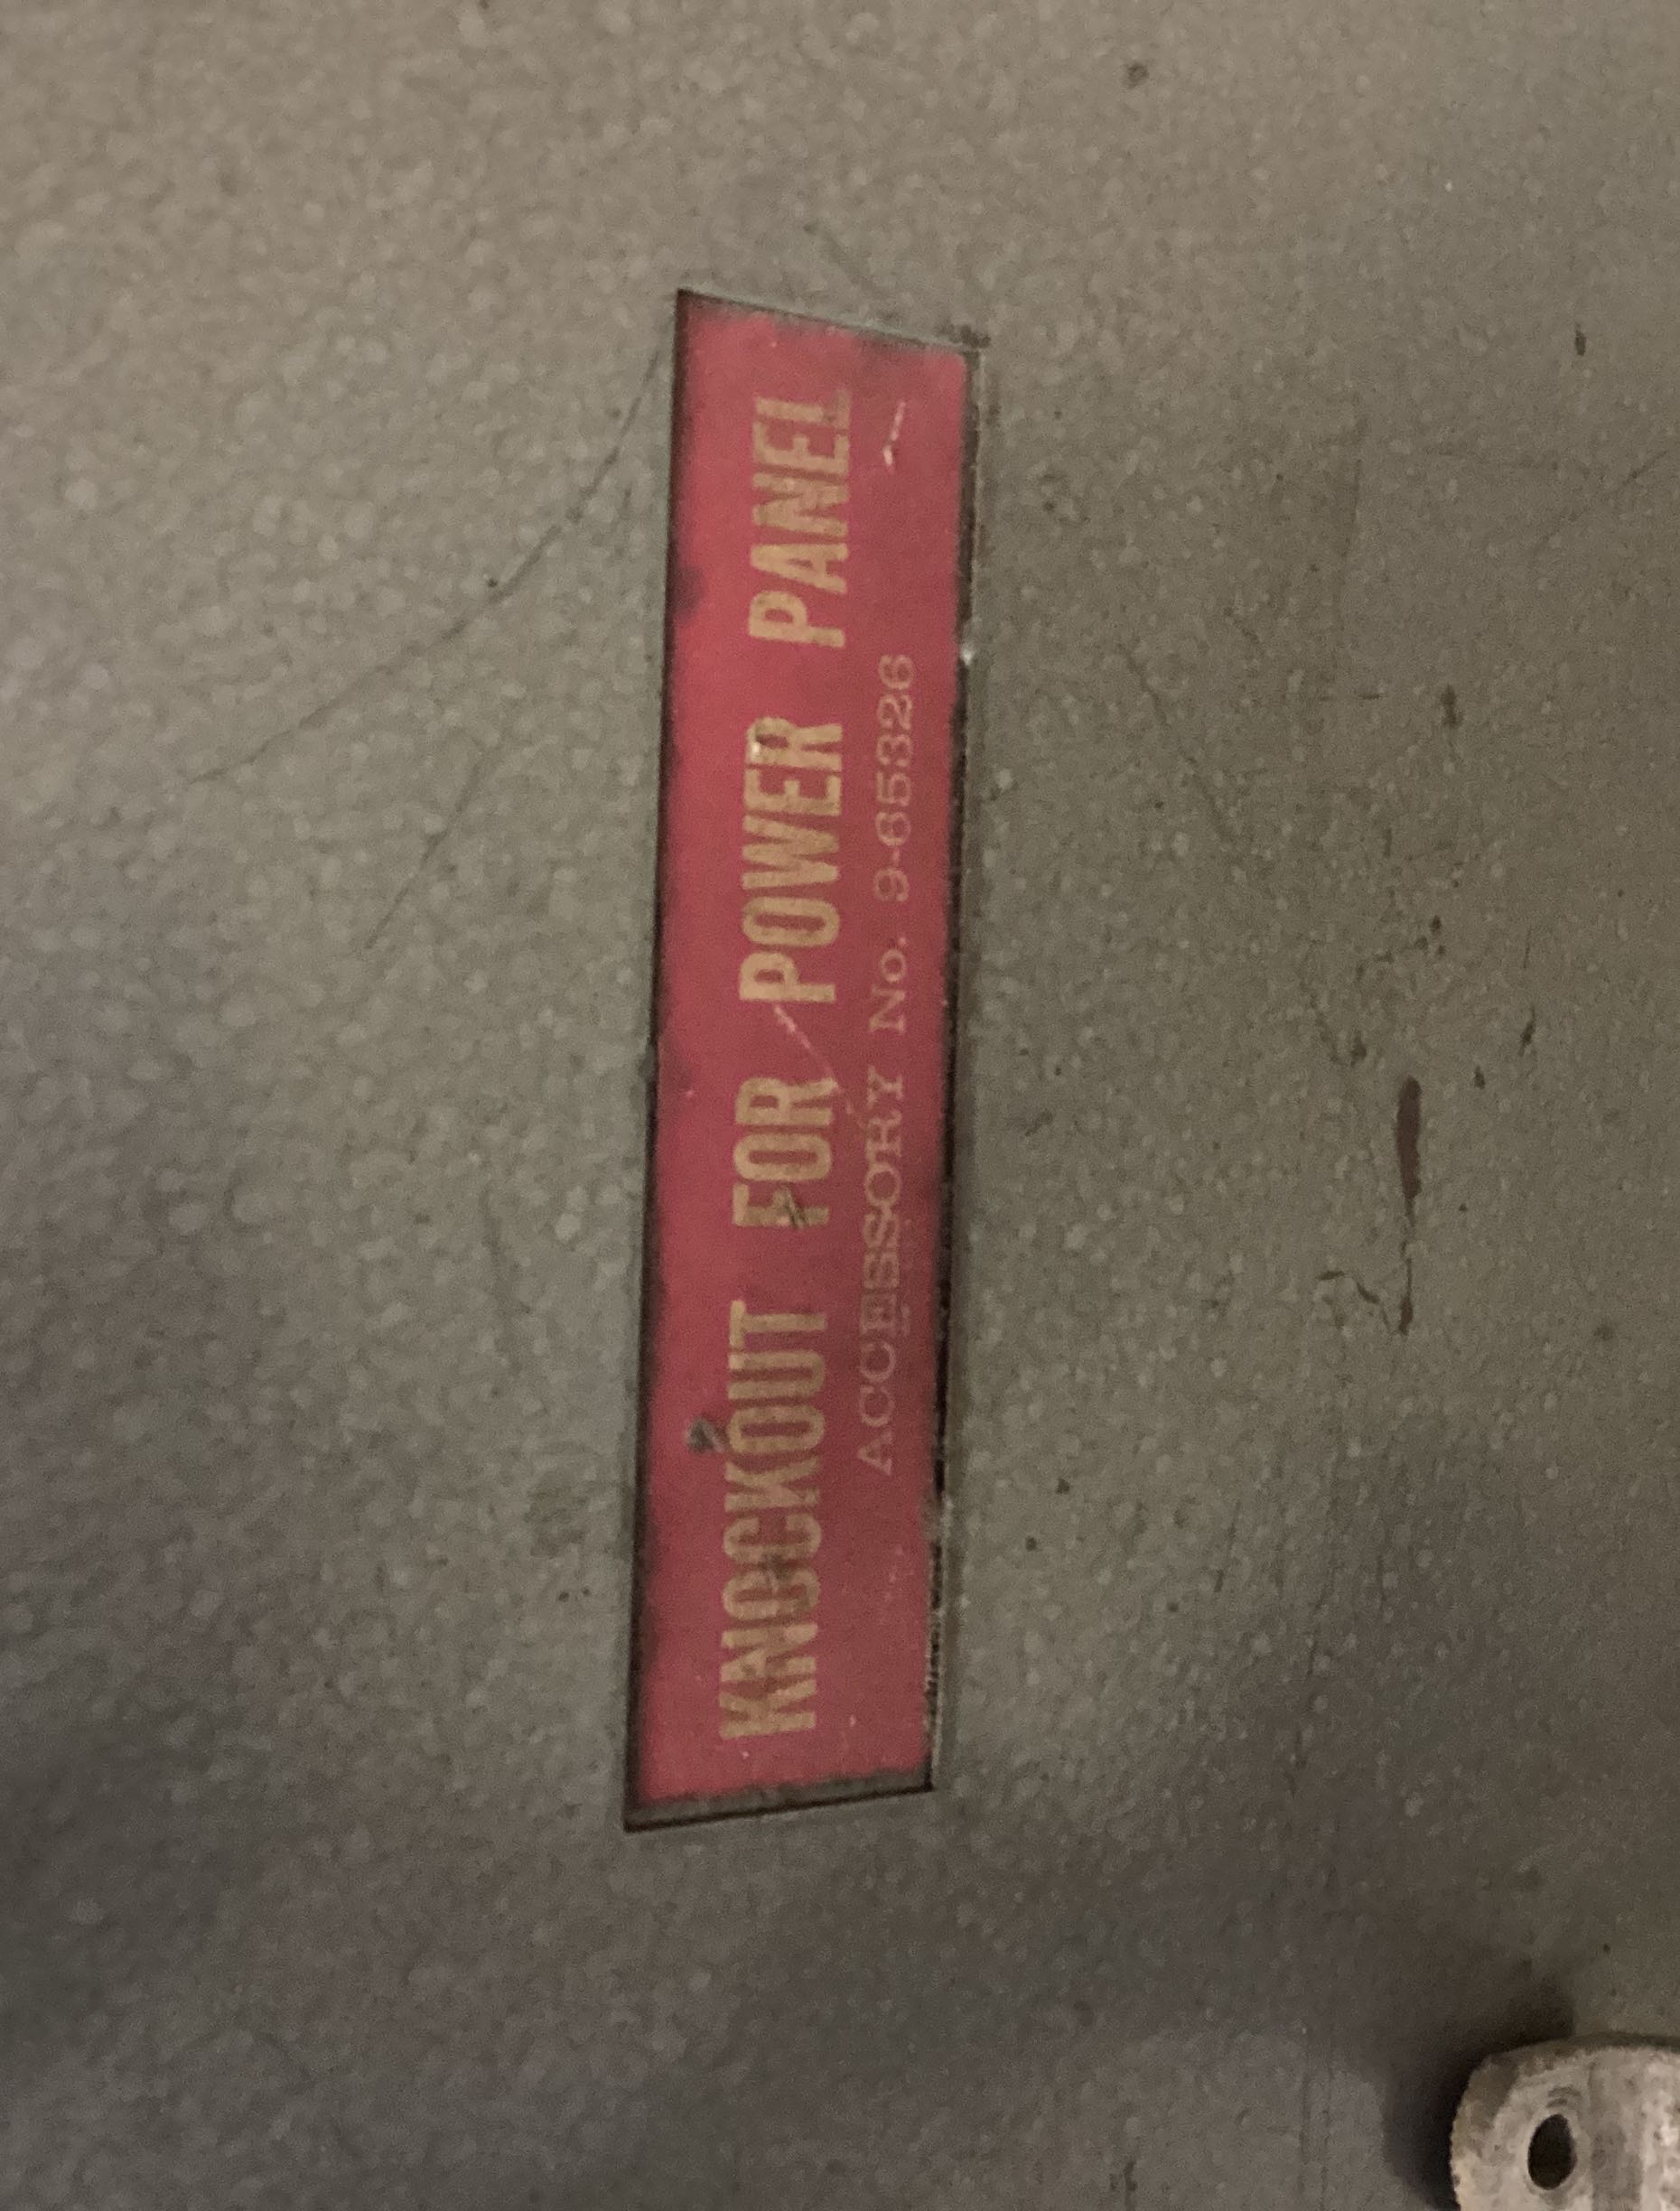 KNOCKOUT FOR POWER PANEL
ACCESSORY No. 9-65326